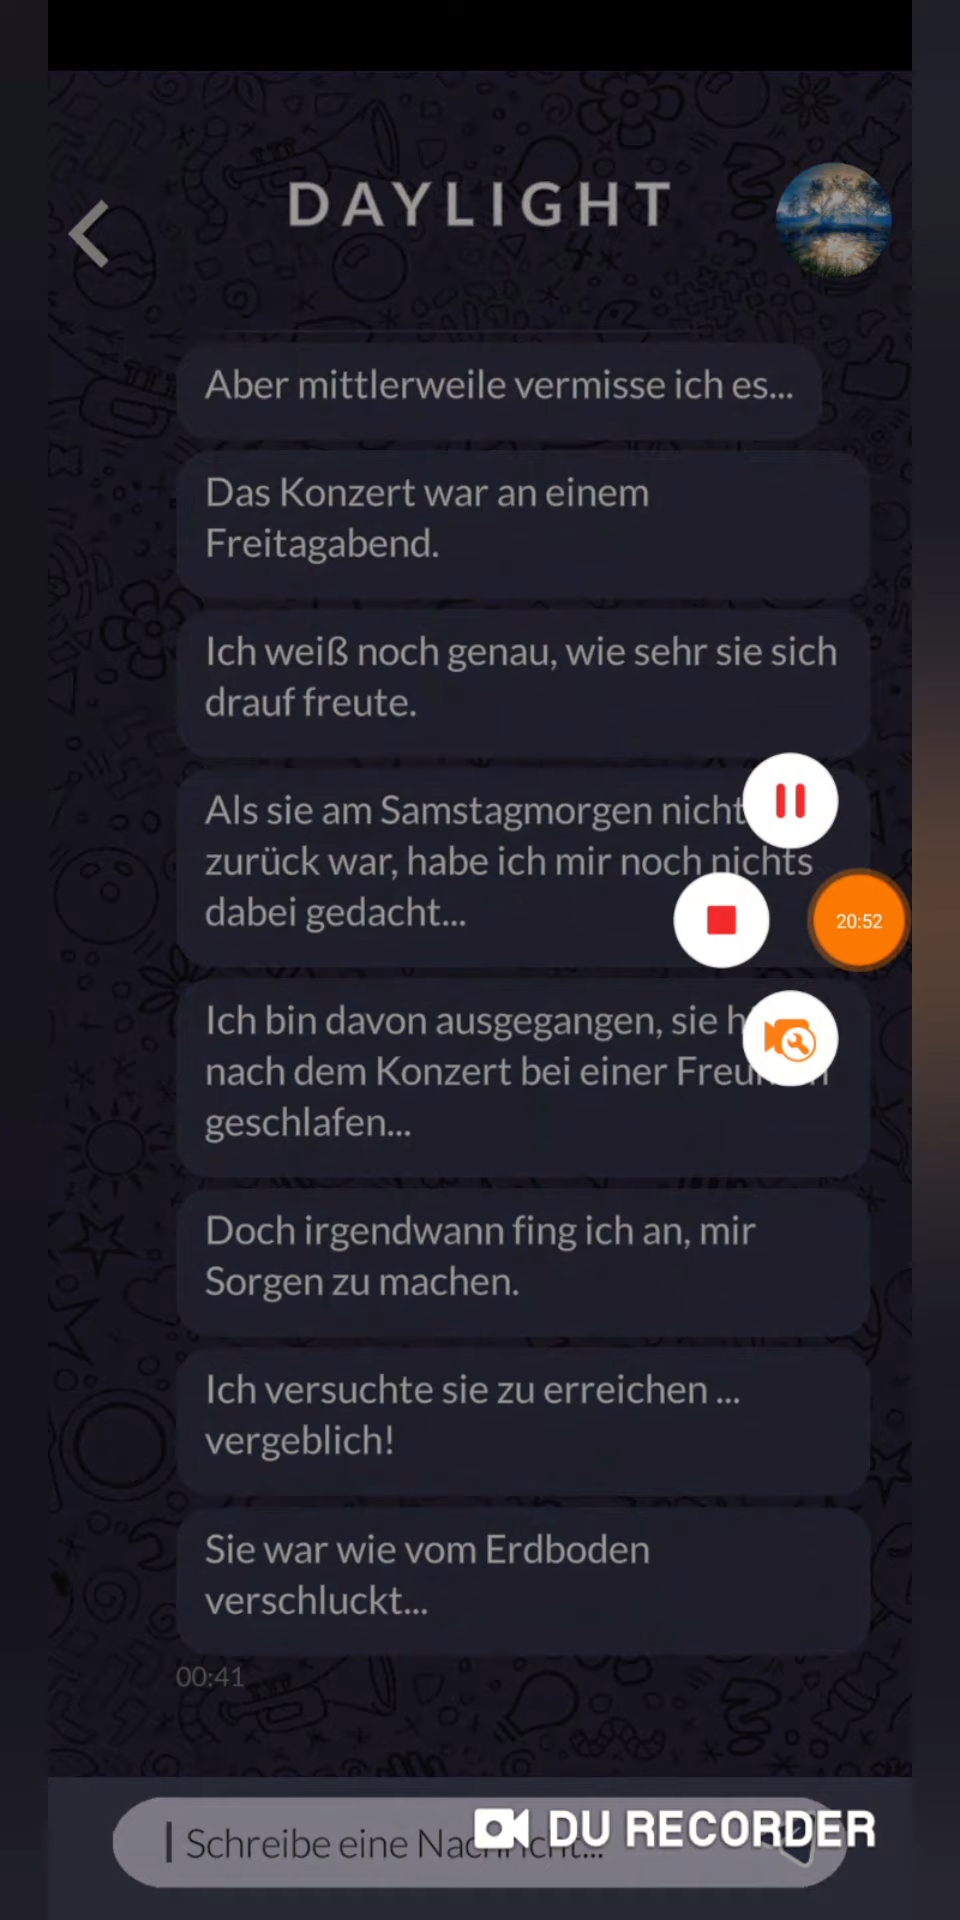 DAYLIGHT
Aber mittlerweile vermisse ich es...
Das Konzert war an einem
Freitagabend.
Ich weiß noch genau, wie sehr sie sich
drauf freute.
Als sie am Samstagmorgen nicht
zurück war, habe ich mir noch nichts
dabei gedacht...
20:52
Ich bin davon ausgegangen, sie
nach dem Konzert bei einer
geschlafen...
Doch irgendwann fing ich an, mir
Sorgen zu machen.
Ich versuchte sie zu erreichen ...
vergeblich!
Sie war wie vom Erdboden
verschluckt...
00:41
Schreibe eine Nachricht...
DU RECORDER